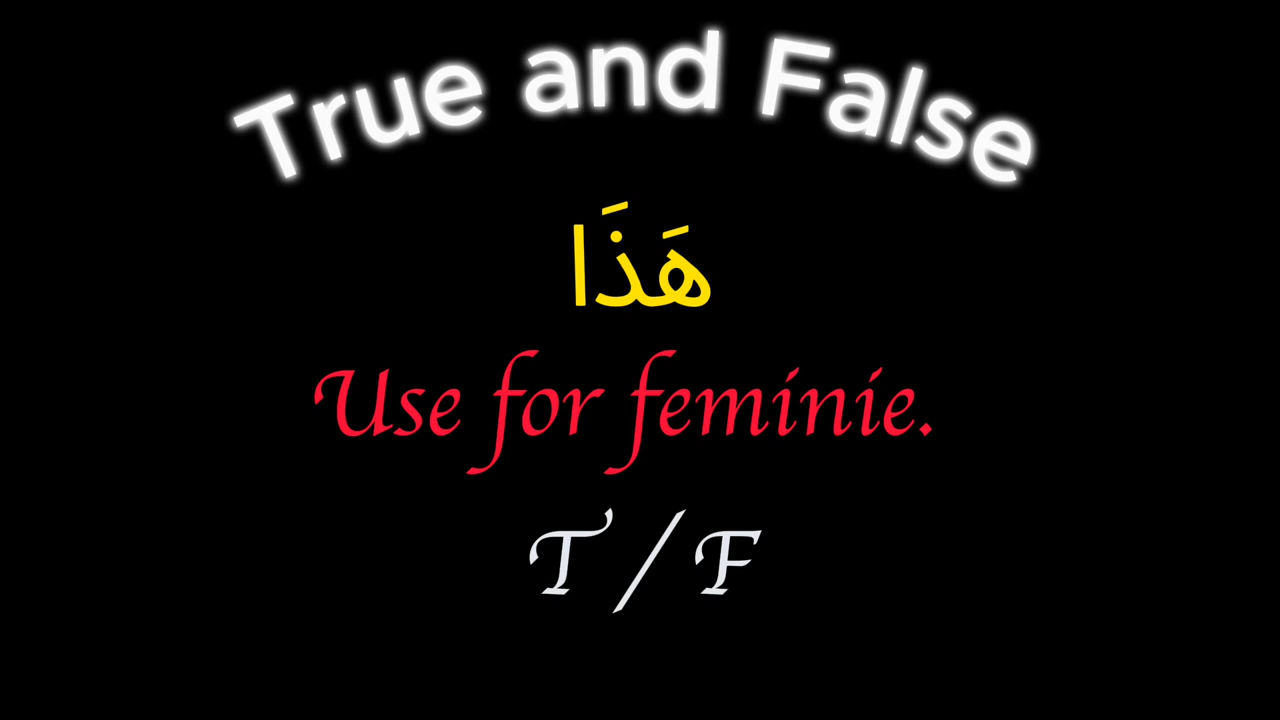 True and False
هَذَا
Use for feminie.
T / F